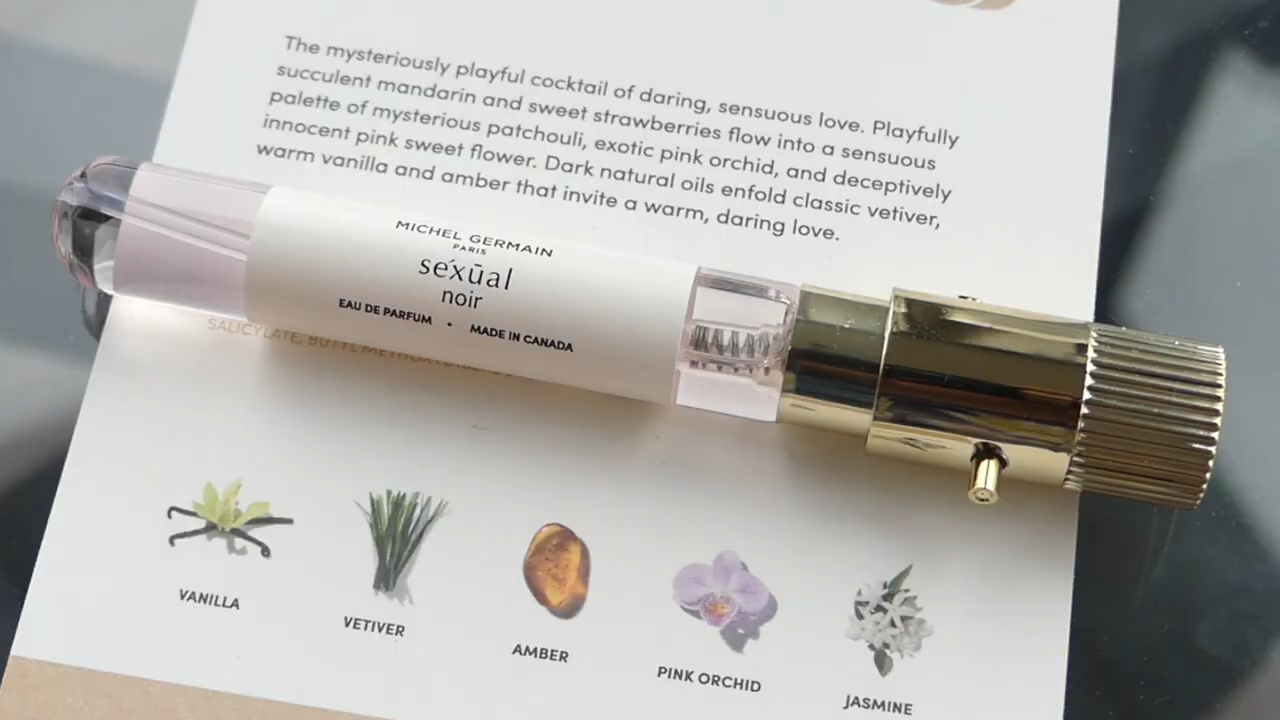 The mysteriously playful cocktail of daring, sensuous love. Playfully
succulent mandarin and sweet strawberries flow into a sensuous
palette of mysterious patchouli, exotic pink orchid, and deceptively
innocent pink sweet flower. Dark natural oils enfold classic vetiver,
warm vanilla and amber that invite a warm, daring love.
MICHEL GERMAIN
PARIS
séxūal
noir
EAU DE PARFUM • MADE IN CANADA
SALICYLATE,
VANILLA
VETIVER
AMBER
PINK ORCHID
JASMINE